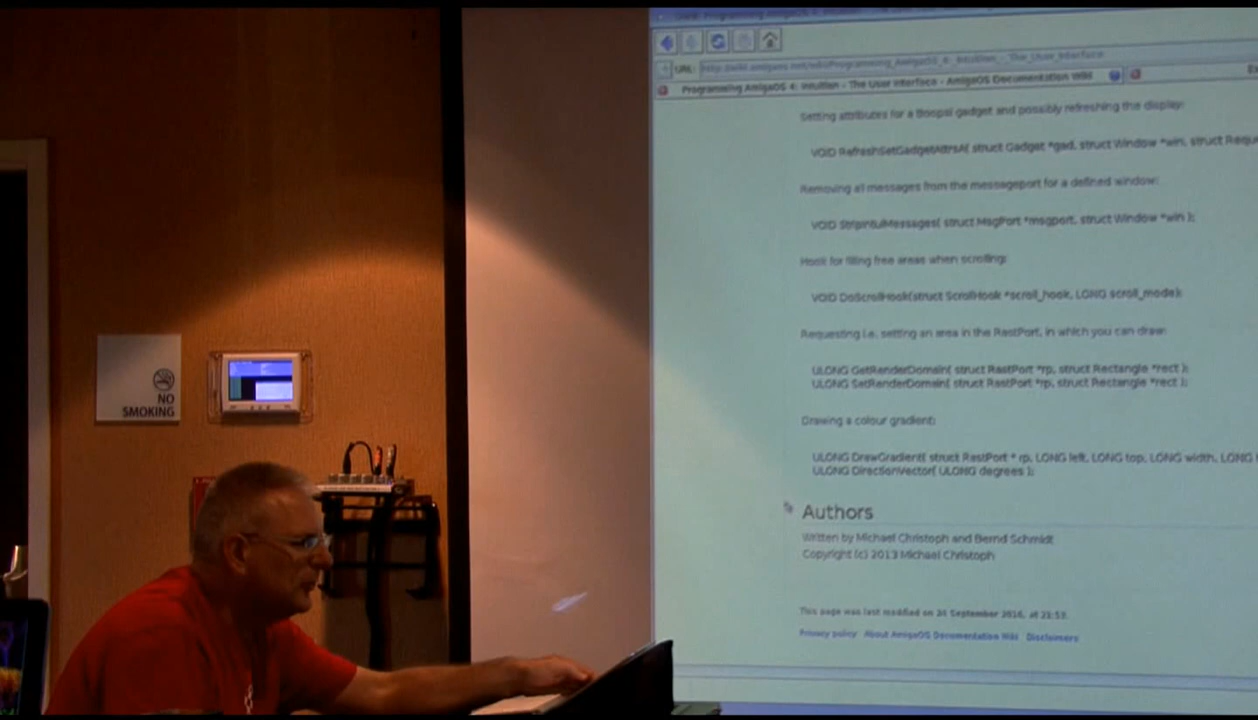 NO
SMOKING
URL:
Programming AmigaOS 4: Intuition - The User Interface - AmigaOS Documentation Wiki
Setting attributes for a Boopsi gadget and possibly refreshing the display:
VOID RefreshSetGadgetAttrsA( struct Gadget *gad, struct Window *win, struct Reque
Removing all messages from the messageport for a defined window:
VOID StripIntuiMessages( struct MsgPort *msgport, struct Window *win );
Hook for filling free areas when scrolling:
VOID DoScrollHook(struct ScrollHook *scroll_hook, LONG scroll_mode);
Requesting i.e. setting an area in the RastPort, in which you can draw:
ULONG GetRenderDomain( struct RastPort *rp, struct Rectangle *rect );
ULONG SetRenderDomain( struct RastPort *rp, struct Rectangle *rect );
Drawing a colour gradient:
ULONG DrawGradient( struct RastPort * rp, LONG left, LONG top, LONG width, LONG
ULONG DirectionVector( ULONG degrees );
Authors
Written by Michael Christoph and Bernd Schmidt
Copyright (c) 2013 Michael Christoph
This page was last modified on 24 September 2016, at 21:53.
Privacy policy About AmigaOS Documentation Wiki Disclaimers